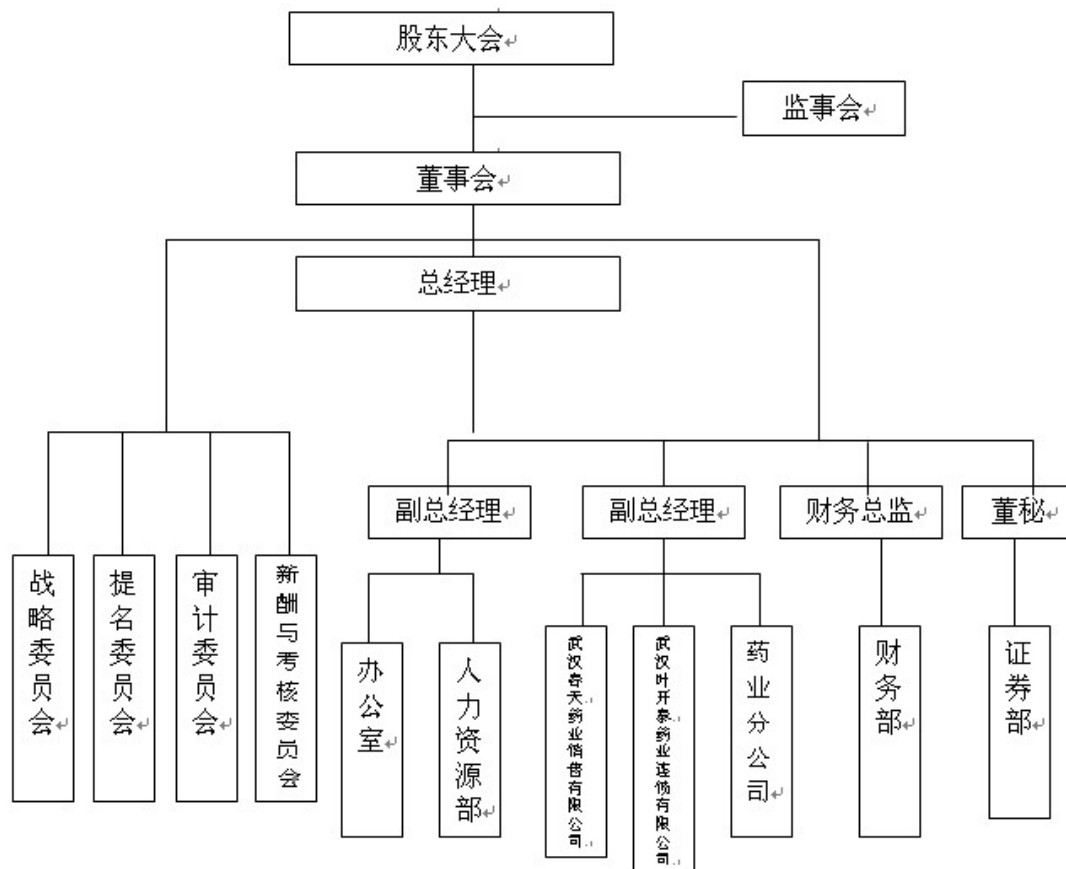 股东大会
监事会
董事会
总经理
副总经理
副总经理
财务总监
董秘
战略委员会
提名委员会
审计委员会
新酬与考核委员会
办公室
人力资源部
武汉春天药业销售有限公司
武汉叶开泰药业连锁有限公司
药业分公司
财务部
证券部